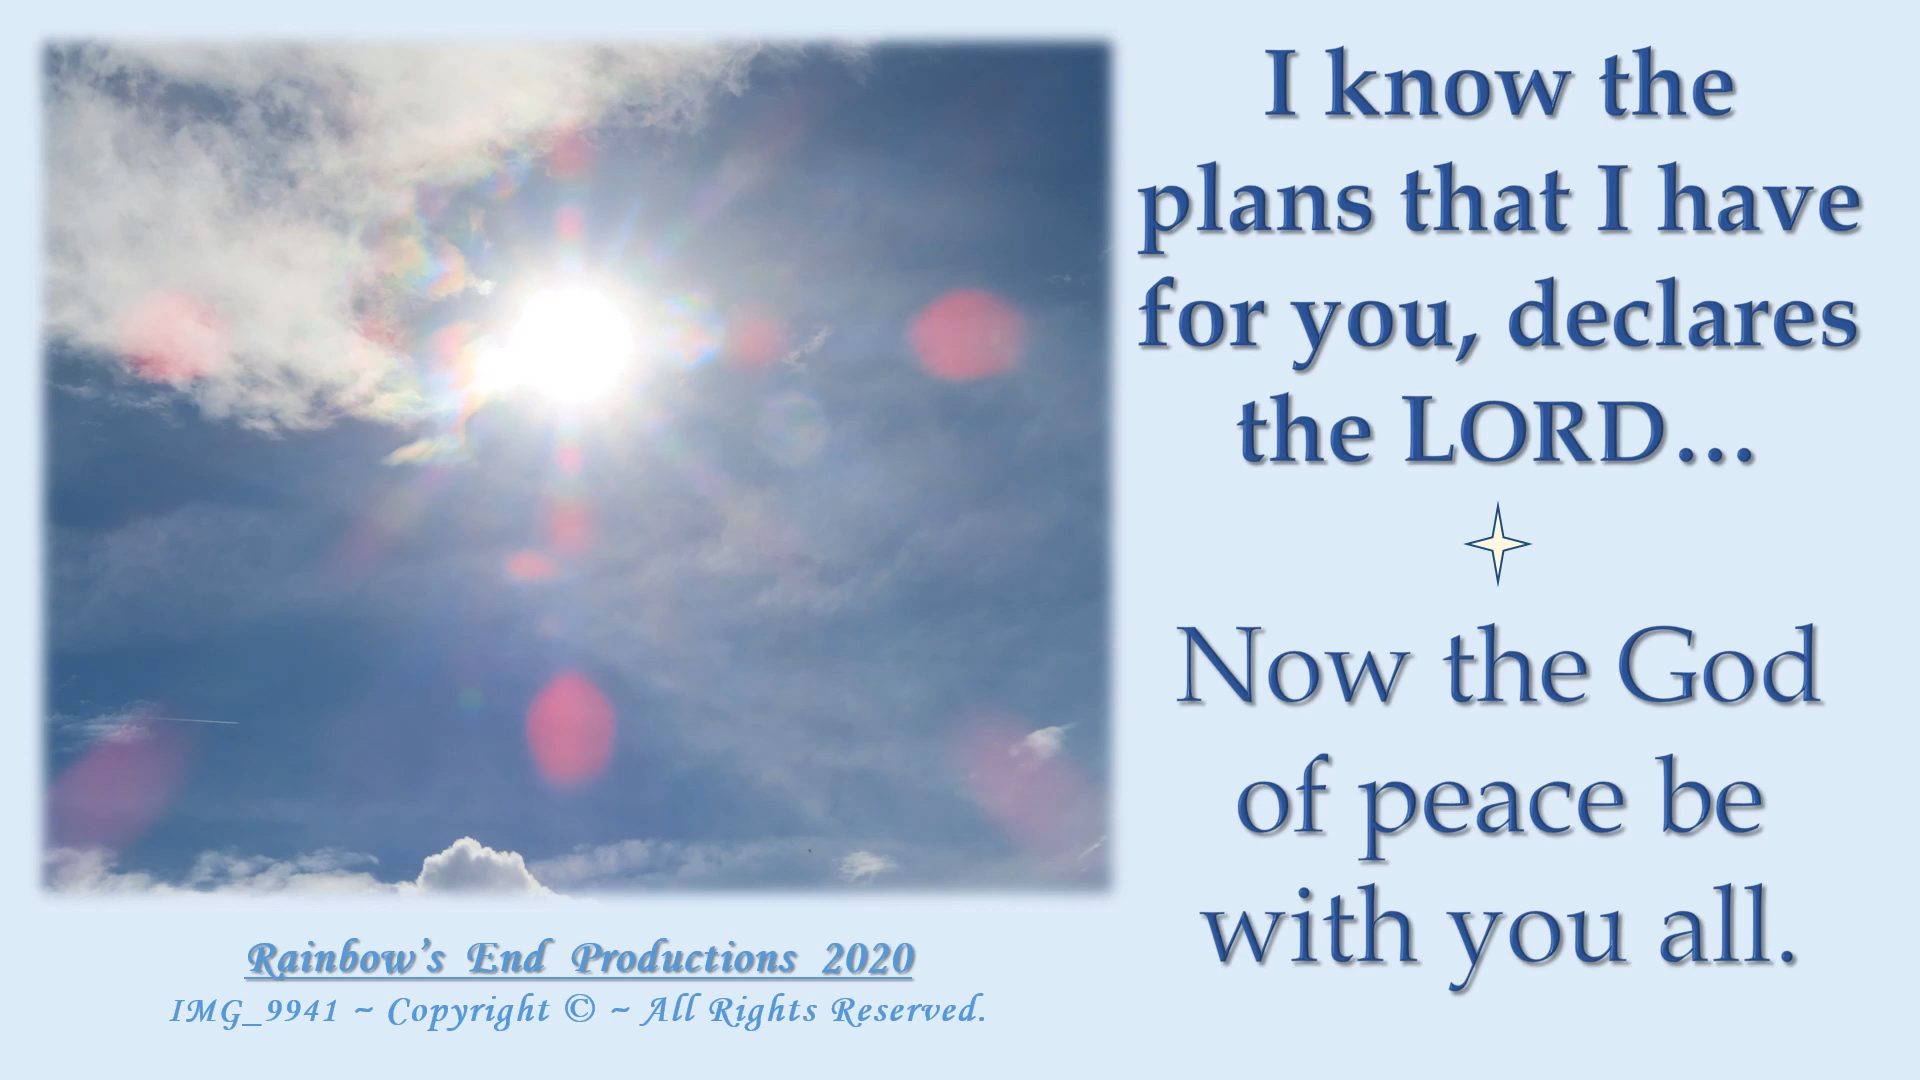 I know the
plans that I have
for you, declares
the LORD…
Now the God
of peace be
with you all.
Rainbow’s End Productions 2020
IMG_9941 ~ Copyright © ~ All Rights Reserved.